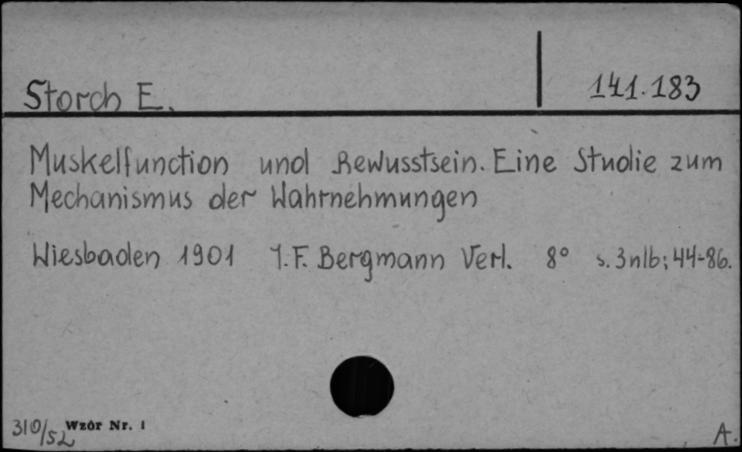 Storch E.
141.183
Muskelfunction und Bewusstsein. Eine Studie zum
Mechanismus der Wahrnehmungen
Wiesbaden 1901 J.F. Bergmann Verl. 8° s. 3nlb; 44-86.
310/52 Wzór Nr. 1
A.